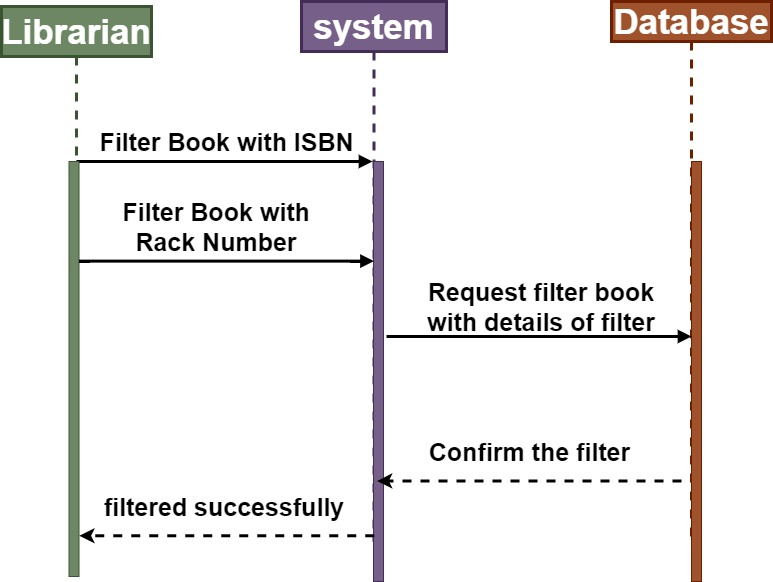 Librarian
system
Database
Filter Book with ISBN
Filter Book with
Rack Number
Request filter book
with details of filter
Confirm the filter
filtered successfully